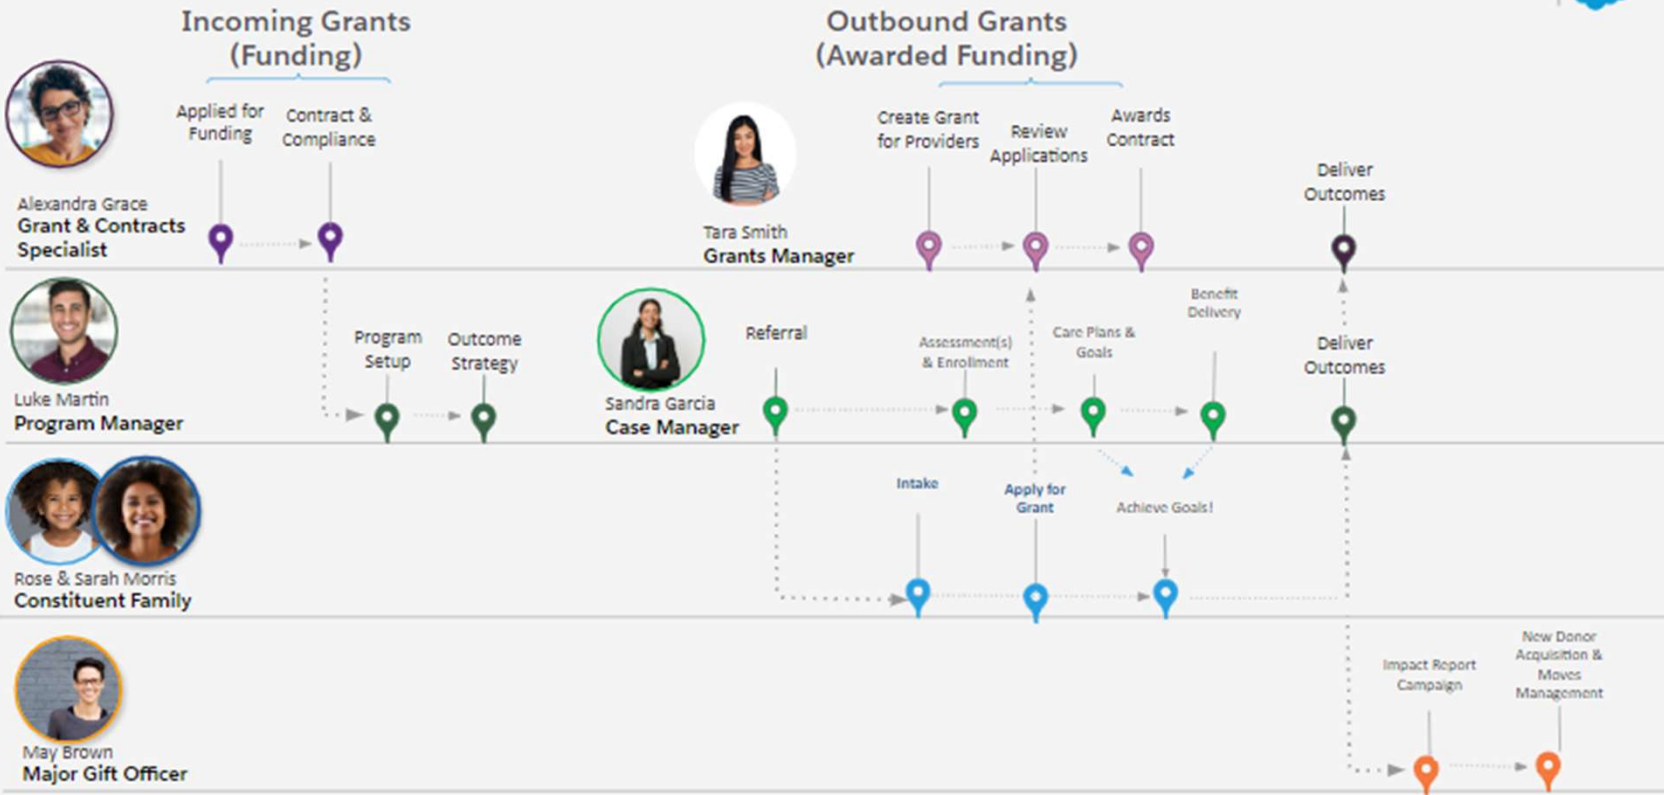 Incoming Grants
(Funding)
Outbound Grants
(Awarded Funding)
Applied for
Funding
Contract &
Compliance
Create Grant
for Providers
Review
Applications
Awards
Contract
Deliver
Outcomes
Alexandra Grace
Grant & Contracts
Specialist
Tara Smith
Grants Manager
Program
Setup
Outcome
Strategy
Referral
Assessment(s)
& Enrollment
Care Plans &
Goals
Benefit
Delivery
Deliver
Outcomes
Luke Martin
Program Manager
Sandra Garcia
Case Manager
Intake
Apply for
Grant
Achieve Goals!
Rose & Sarah Morris
Constituent Family
Impact Report
Campaign
New Donor
Acquisition &
Moves
Management
May Brown
Major Gift Officer